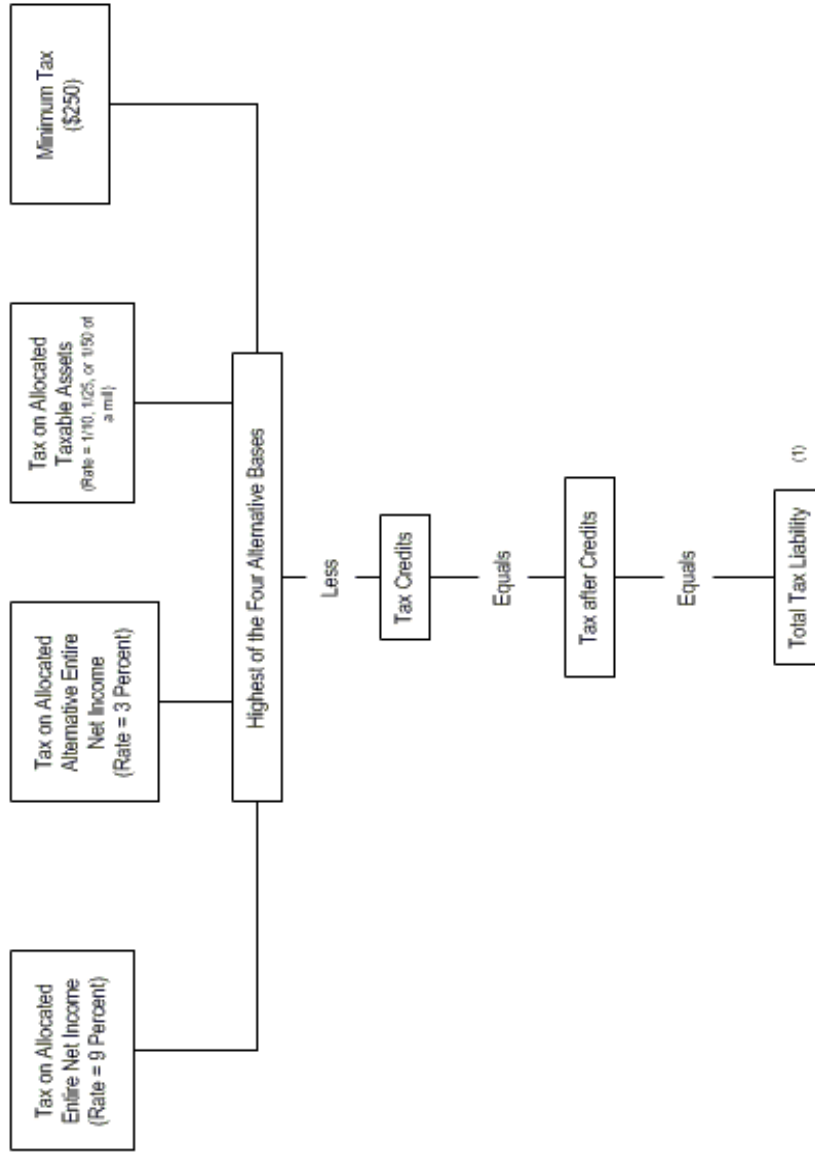 Tax on Allocated
Entire Net Income
(Rate = 9 Percent)
Tax on Allocated
Alternative Entire
Net Income
(Rate = 3 Percent)
Tax on Allocated
Taxable Assets
(Rate = 1/10, 1/25, or 1/50 of
a mill)
Minimum Tax
($250)
Highest of the Four Alternative Bases
Less
Tax Credits
Equals
Tax after Credits
Equals
Total Tax Liability
(1)